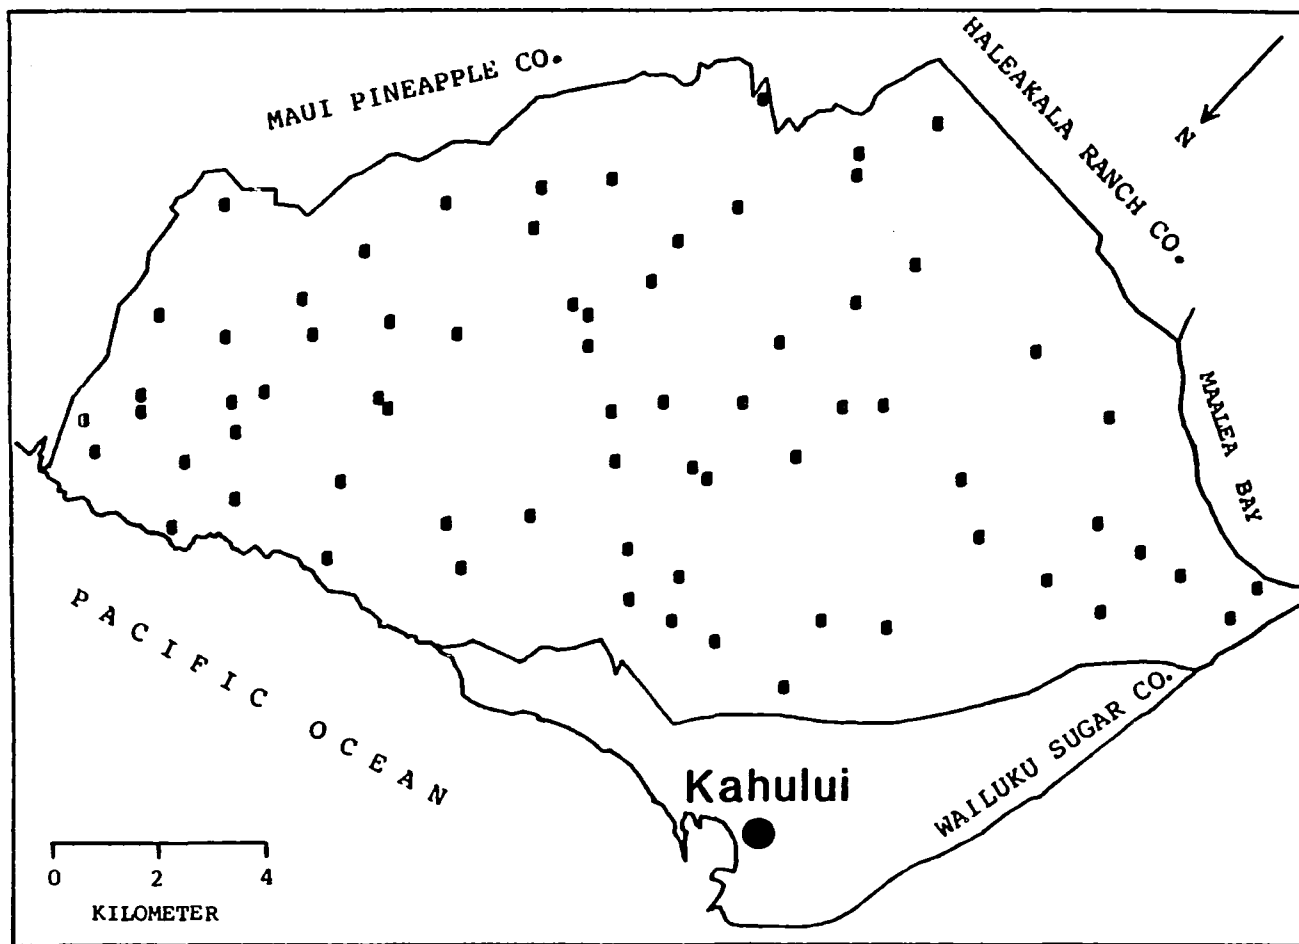 MAUI PINEAPPLE CO.
HALEAKALA RANCH CO.
N
MAALEA BAY
PACIFIC OCEAN
Kahului
WAILUKU SUGAR CO.
0 2 4
KILOMETER